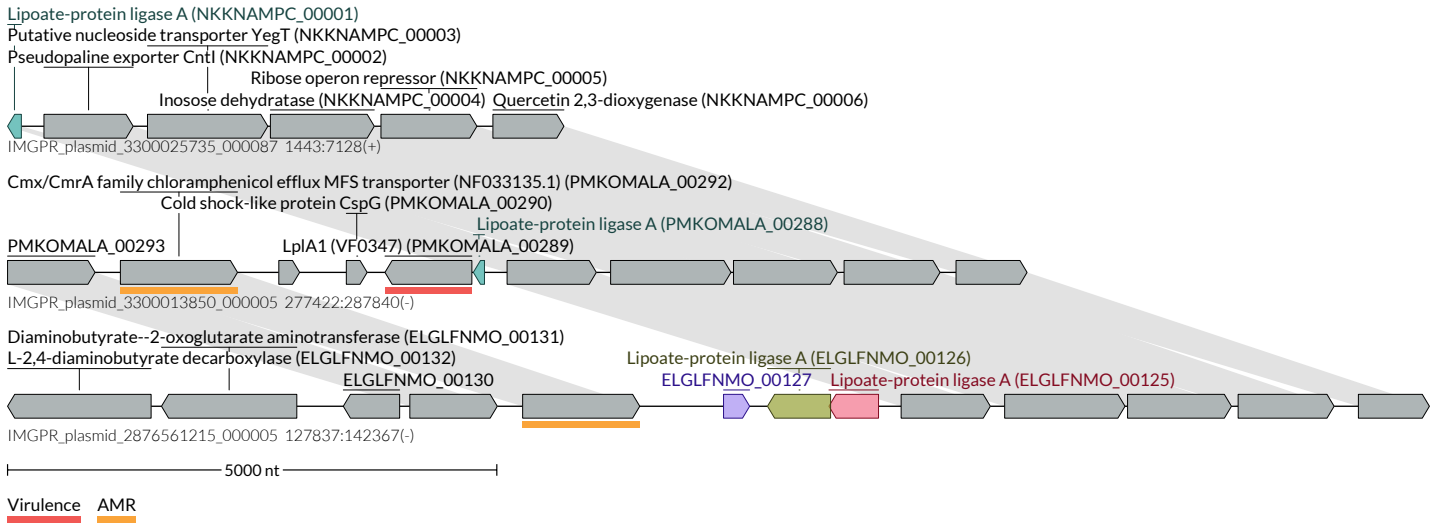 Lipoate-protein ligase A (NKKNAMPC_00001)
Putative nucleoside transporter YegT (NKKNAMPC_00003)
Pseudopaline exporter CntI (NKKNAMPC_00002)
Ribose operon repressor (NKKNAMPC_00005)
Inosose dehydratase (NKKNAMPC_00004) Quercetin 2,3-dioxygenase (NKKNAMPC_00006)
IMGPR_plasmid_3300025735_000087 1443:7128(+)
Cmx/CmrA family chloramphenicol efflux MFS transporter (NF033135.1) (PMKOMALA_00292)
Cold shock-like protein CspG (PMKOMALA_00290)
Lipoate-protein ligase A (PMKOMALA_00288)
PMKOMALA_00293 LplA1 (VF0347) (PMKOMALA_00289)
IMGPR_plasmid_3300013850_000005 277422:287840(-)
Diaminobutyrate--2-oxoglutarate aminotransferase (ELGLFNMO_00131)
L-2,4-diaminobutyrate decarboxylase (ELGLFNMO_00132) Lipoate-protein ligase A (ELGLFNMO_00126)
ELGLFNMO_00130 ELGLFNMO_00127 Lipoate-protein ligase A (ELGLFNMO_00125)
IMGPR_plasmid_2876561215_000005 127837:142367(-)
5000 nt
Virulence AMR